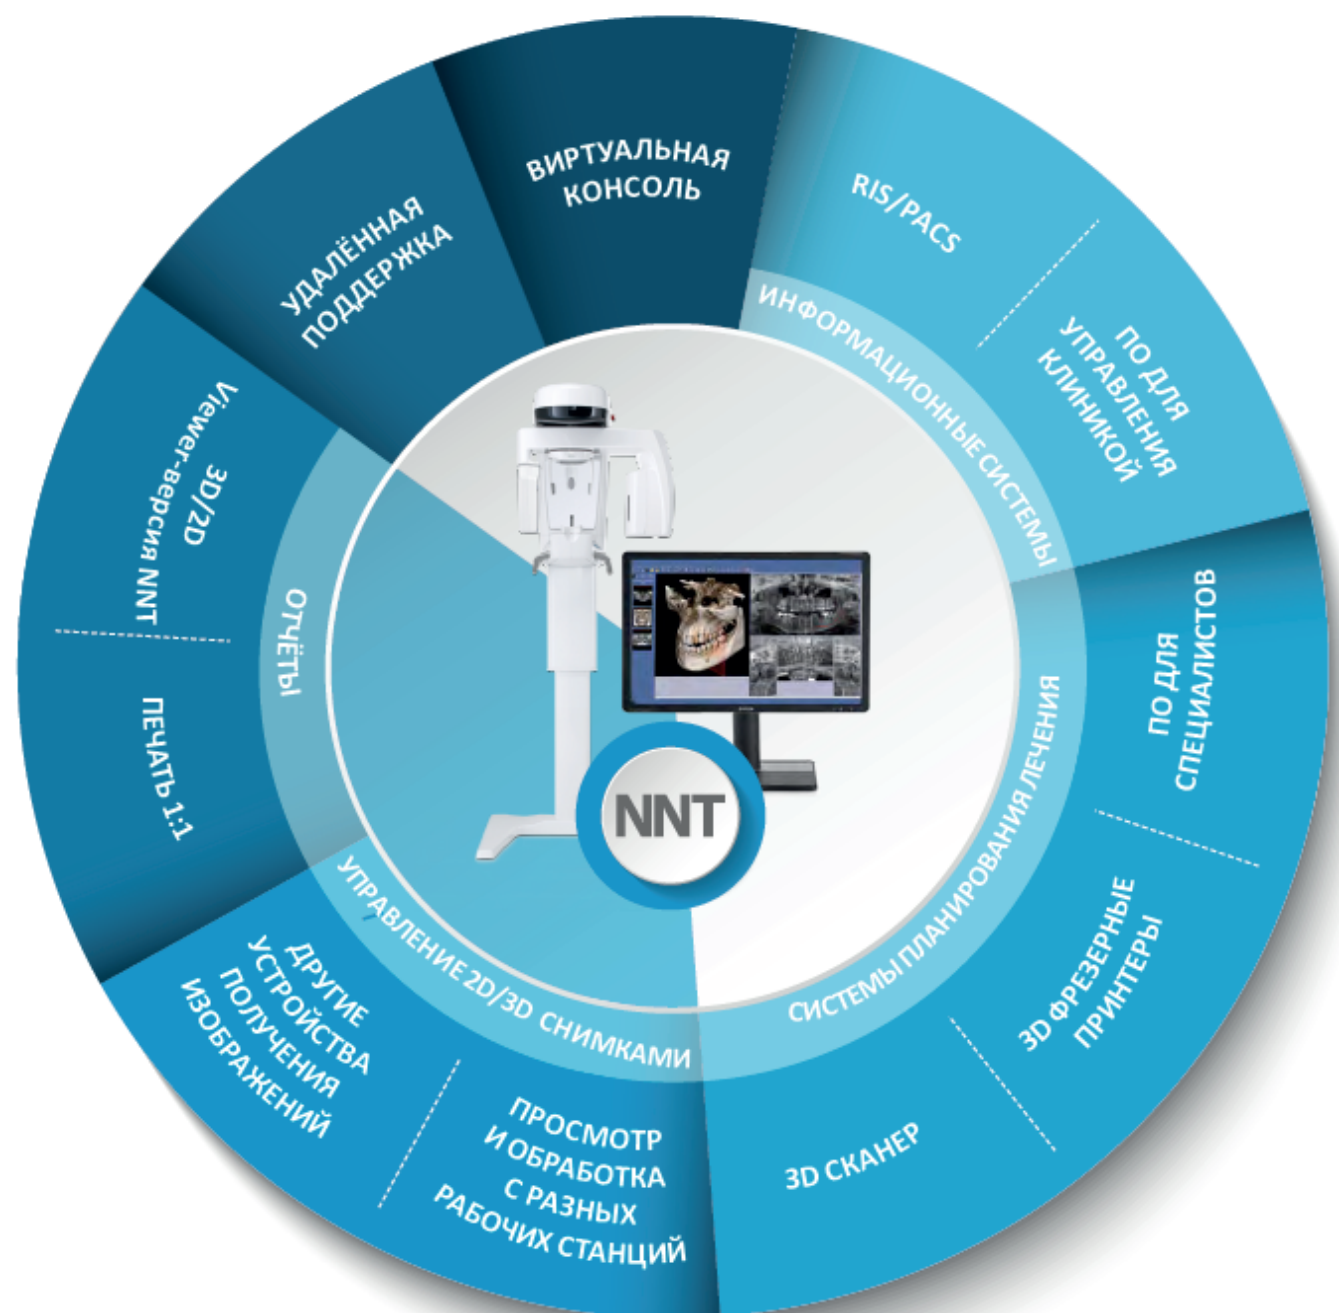 ВИРТУАЛЬНАЯ
КОНСОЛЬ
RIS/PACS
ПО ДЛЯ
УПРАВЛЕНИЯ
КЛИНИКОЙ
ИНФОРМАЦИОННЫЕ СИСТЕМЫ
ПО ДЛЯ
СПЕЦИАЛИСТОВ
3D ФРЕЗЕРНЫЕ
ПРИНТЕРЫ
3D СКАНЕР
СИСТЕМЫ ПЛАНИРОВАНИЯ ЛЕЧЕНИЯ
ПРОСМОТР
И ОБРАБОТКА
С РАЗНЫХ
РАБОЧИХ СТАНЦИЙ
ДРУГИЕ
УСТРОЙСТВА
ПОЛУЧЕНИЯ
ИЗОБРАЖЕНИЙ
УПРАВЛЕНИЕ 2D/3D СНИМКАМИ
ПЕЧАТЬ 1:1
3D/2D
Viewer-версия NNT
ОТЧЁТЫ
УДАЛЁННАЯ
ПОДДЕРЖКА
NNT